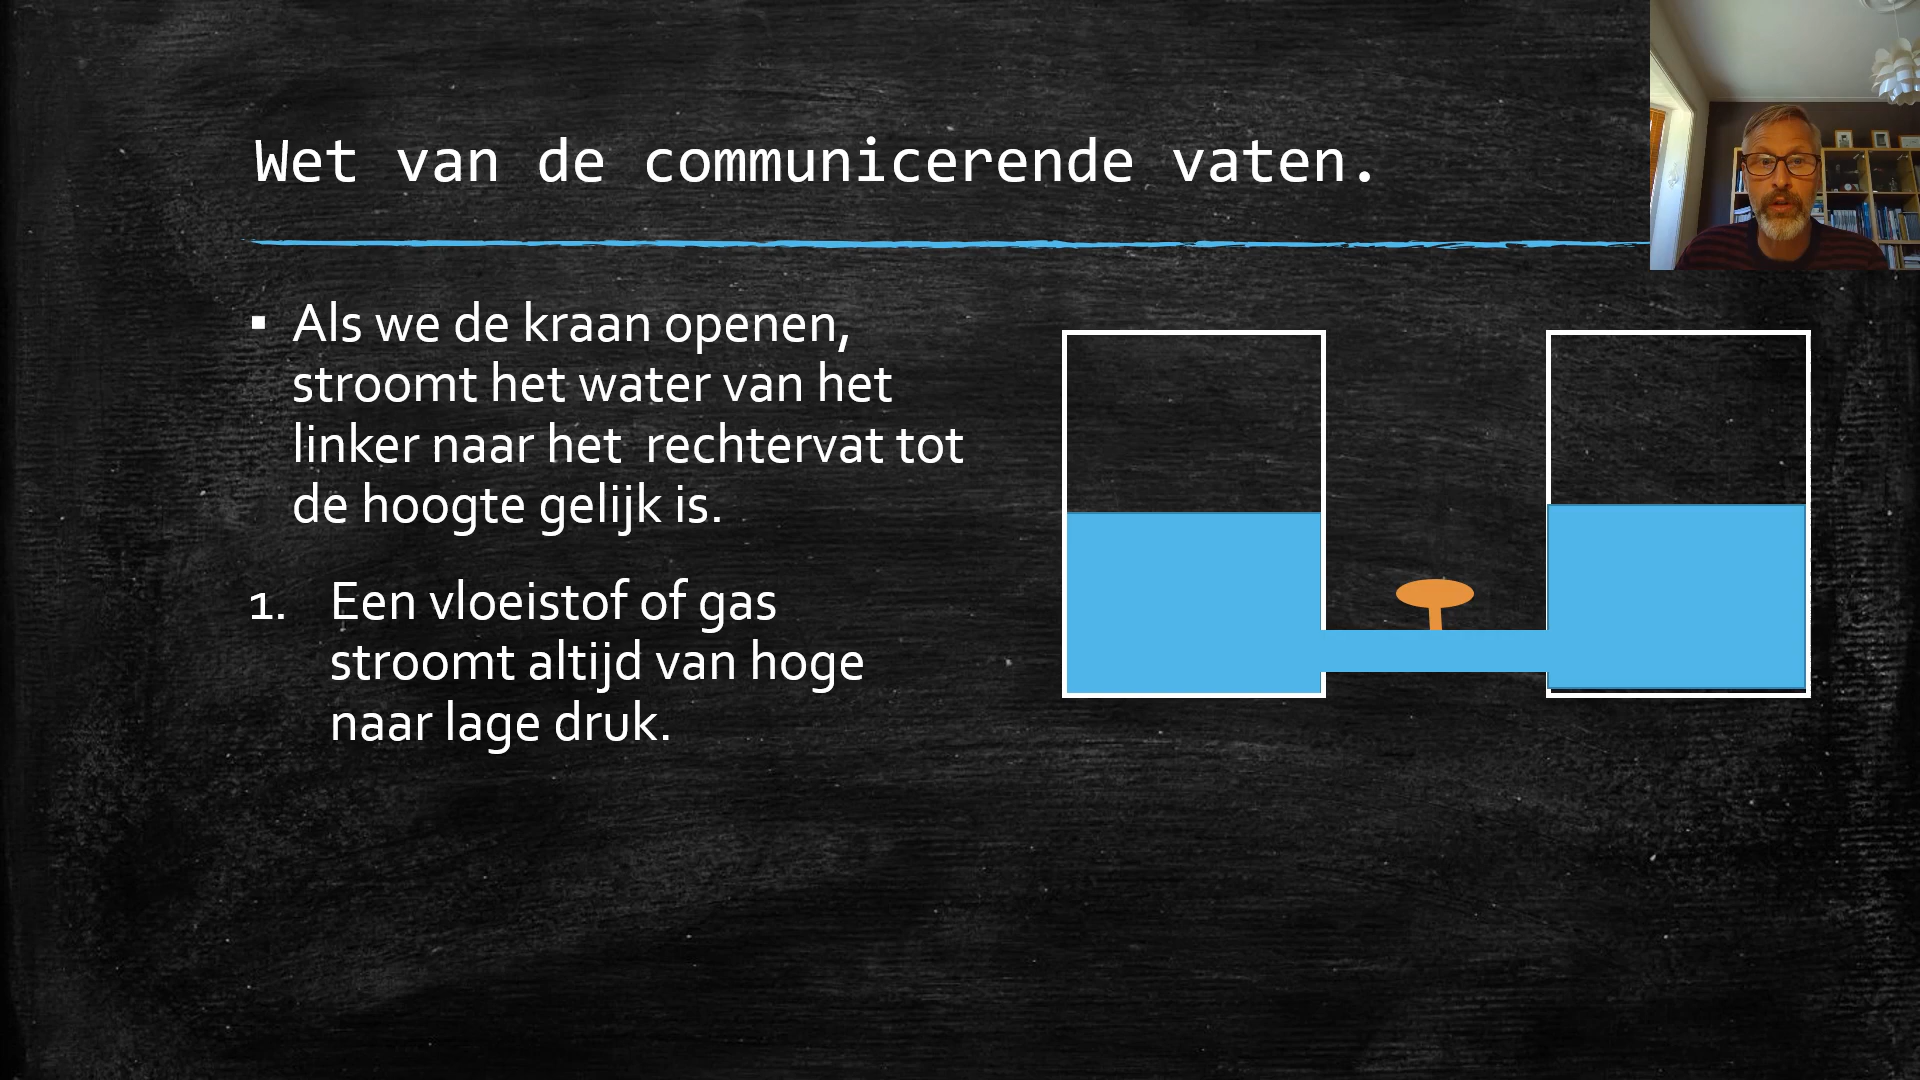 Wet van de communicerende vaten.
▪ Als we de kraan openen,
stroomt het water van het
linker naar het  rechtervat tot
de hoogte gelijk is.
1. Een vloeistof of gas
stroomt altijd van hoge
naar lage druk.